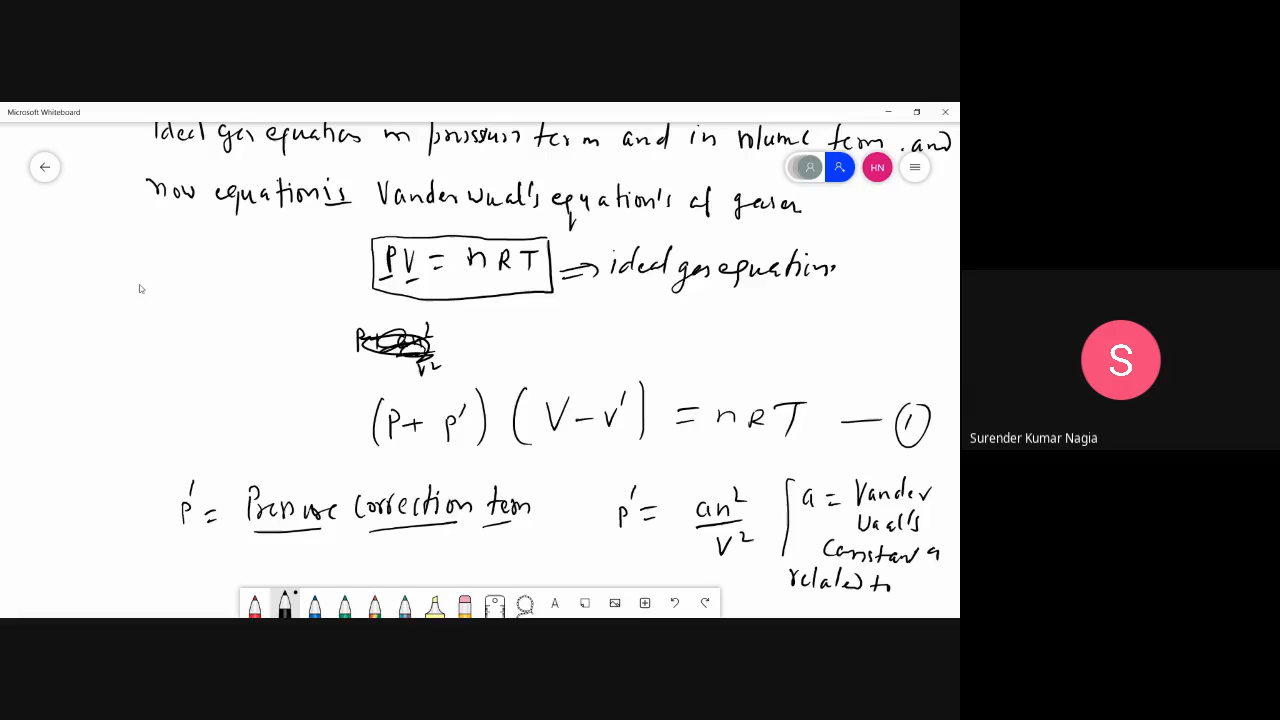 Microsoft Whiteboard
Ideal gas equation in pressure term and in volume term. and
HN
now equation is Vander Waal's equation's of gases
PV = nRT ⇒ ideal gas equation.
V²
(P + p′) (V − v′) = nRT — ①
p′ = Pressure correction term
p′ = an²/V²
a = Vander
Waal's
Constant
related to
A
S
Surender Kumar Nagia